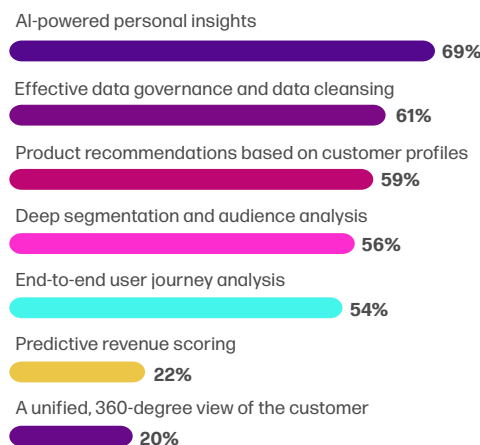 AI-powered personal insights
69%
Effective data governance and data cleansing
61%
Product recommendations based on customer profiles
59%
Deep segmentation and audience analysis
56%
End-to-end user journey analysis
54%
Predictive revenue scoring
22%
A unified, 360-degree view of the customer
20%